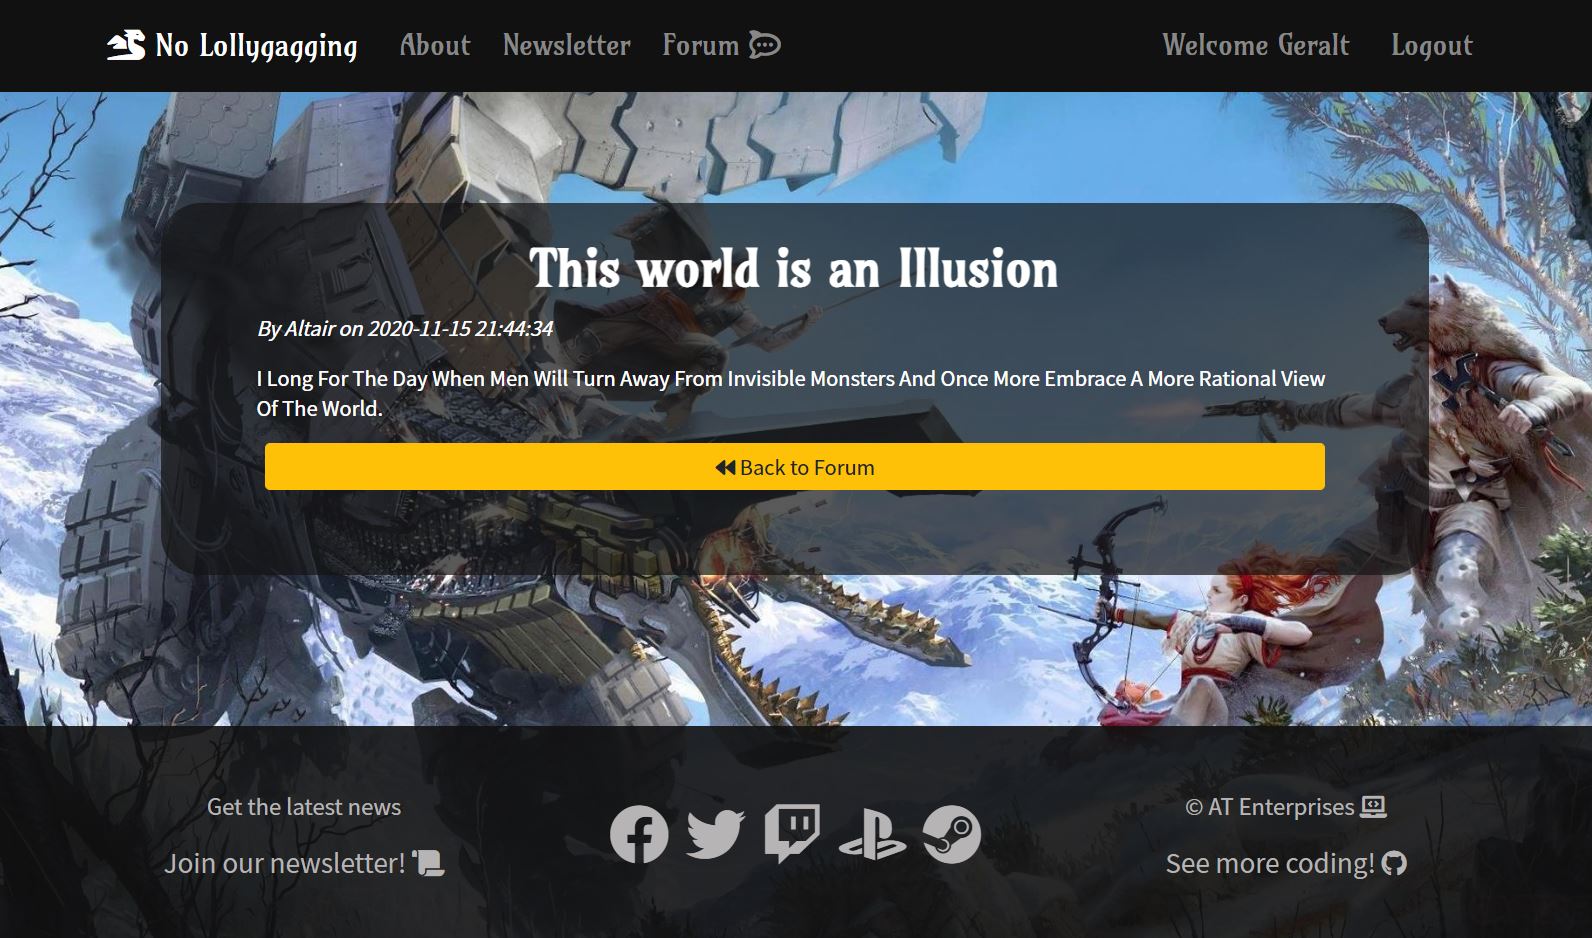 No Lollygagging
About
Newsletter
Forum
Welcome Geralt
Logout
This world is an Illusion
By Altair on 2020-11-15 21:44:34
I Long For The Day When Men Will Turn Away From Invisible Monsters And Once More Embrace A More Rational View
Of The World.
Back to Forum
Get the latest news
Join our newsletter!
© AT Enterprises
See more coding!